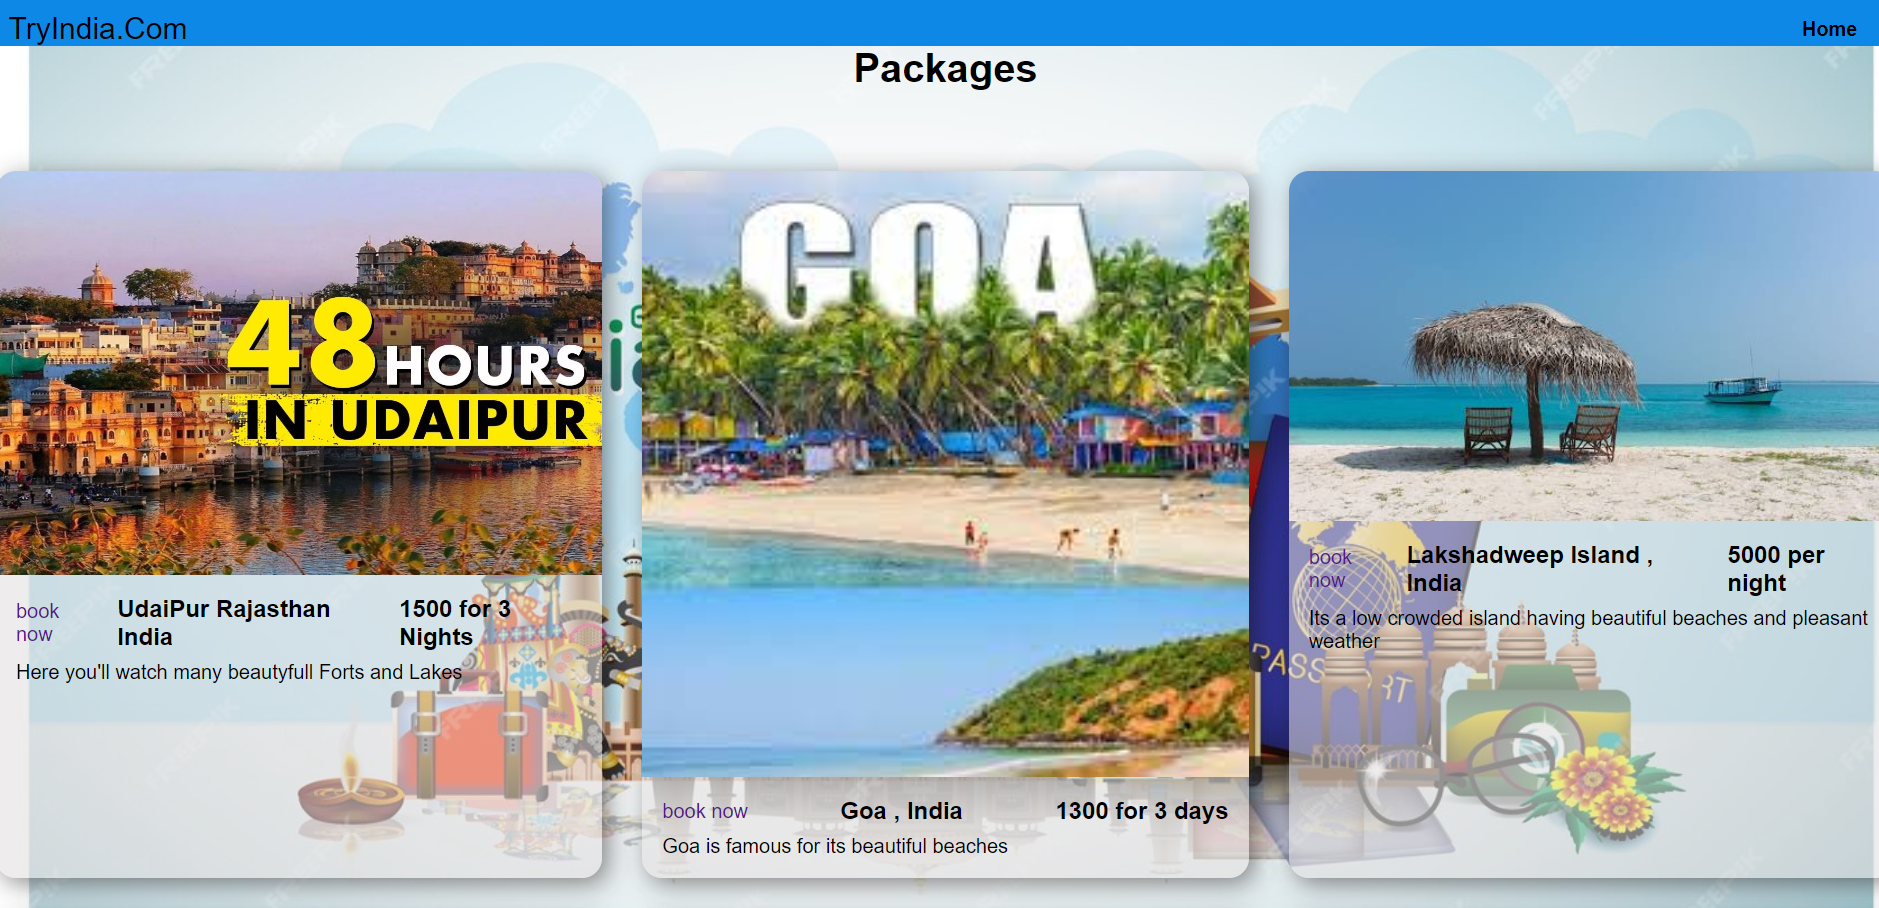 TryIndia.Com
Home
Packages
48 HOURS
IN UDAIPUR
book
now
UdaiPur Rajasthan
India
1500 for 3
Nights
Here you'll watch many beautyfull Forts and Lakes
GOA
book now
Goa , India
1300 for 3 days
Goa is famous for its beautiful beaches
book
now
Lakshadweep Island ,
India
5000 per
night
Its a low crowded island having beautiful beaches and pleasant
weather
PASSPORT
FREEPIK